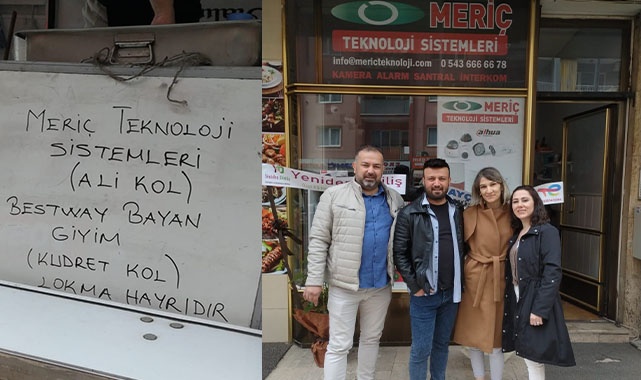 MERİÇ TEKNOLOJİ
SİSTEMLERİ
(ALİ KOL)
BESTWAY BAYAN
GİYİM
(KUDRET KOL)
LOKMA HAYRIDIR
MERİÇ
TEKNOLOJİ SİSTEMLERİ
info@mericteknoloji.com 0 543 666 66 78
KAMERA ALARM SANTRAL İNTERKOM
MERİÇ
TEKNOLOJİ SİSTEMLERİ
alhua
Yeniden